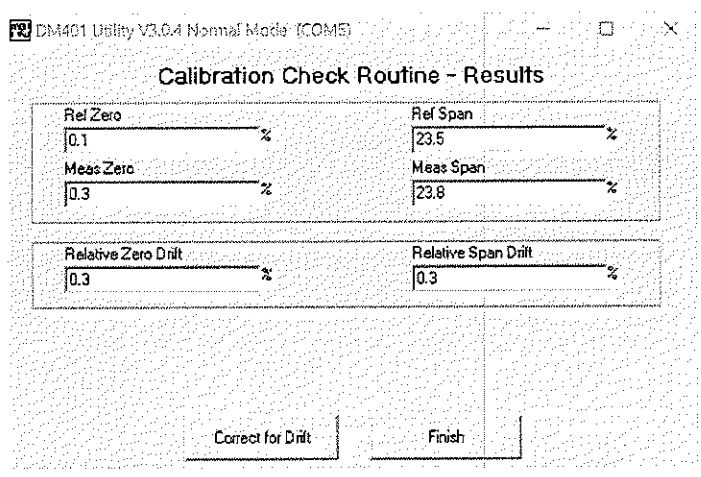 DM401 Utility V3.0.4 Normal Mode (COM5)
Calibration Check Routine - Results
Ref Zero
0.1 %
Ref Span
23.5 %
Meas Zero
0.3 %
Meas Span
23.8 %
Relative Zero Drift
0.3 %
Relative Span Drift
0.3 %
Correct for Drift
Finish